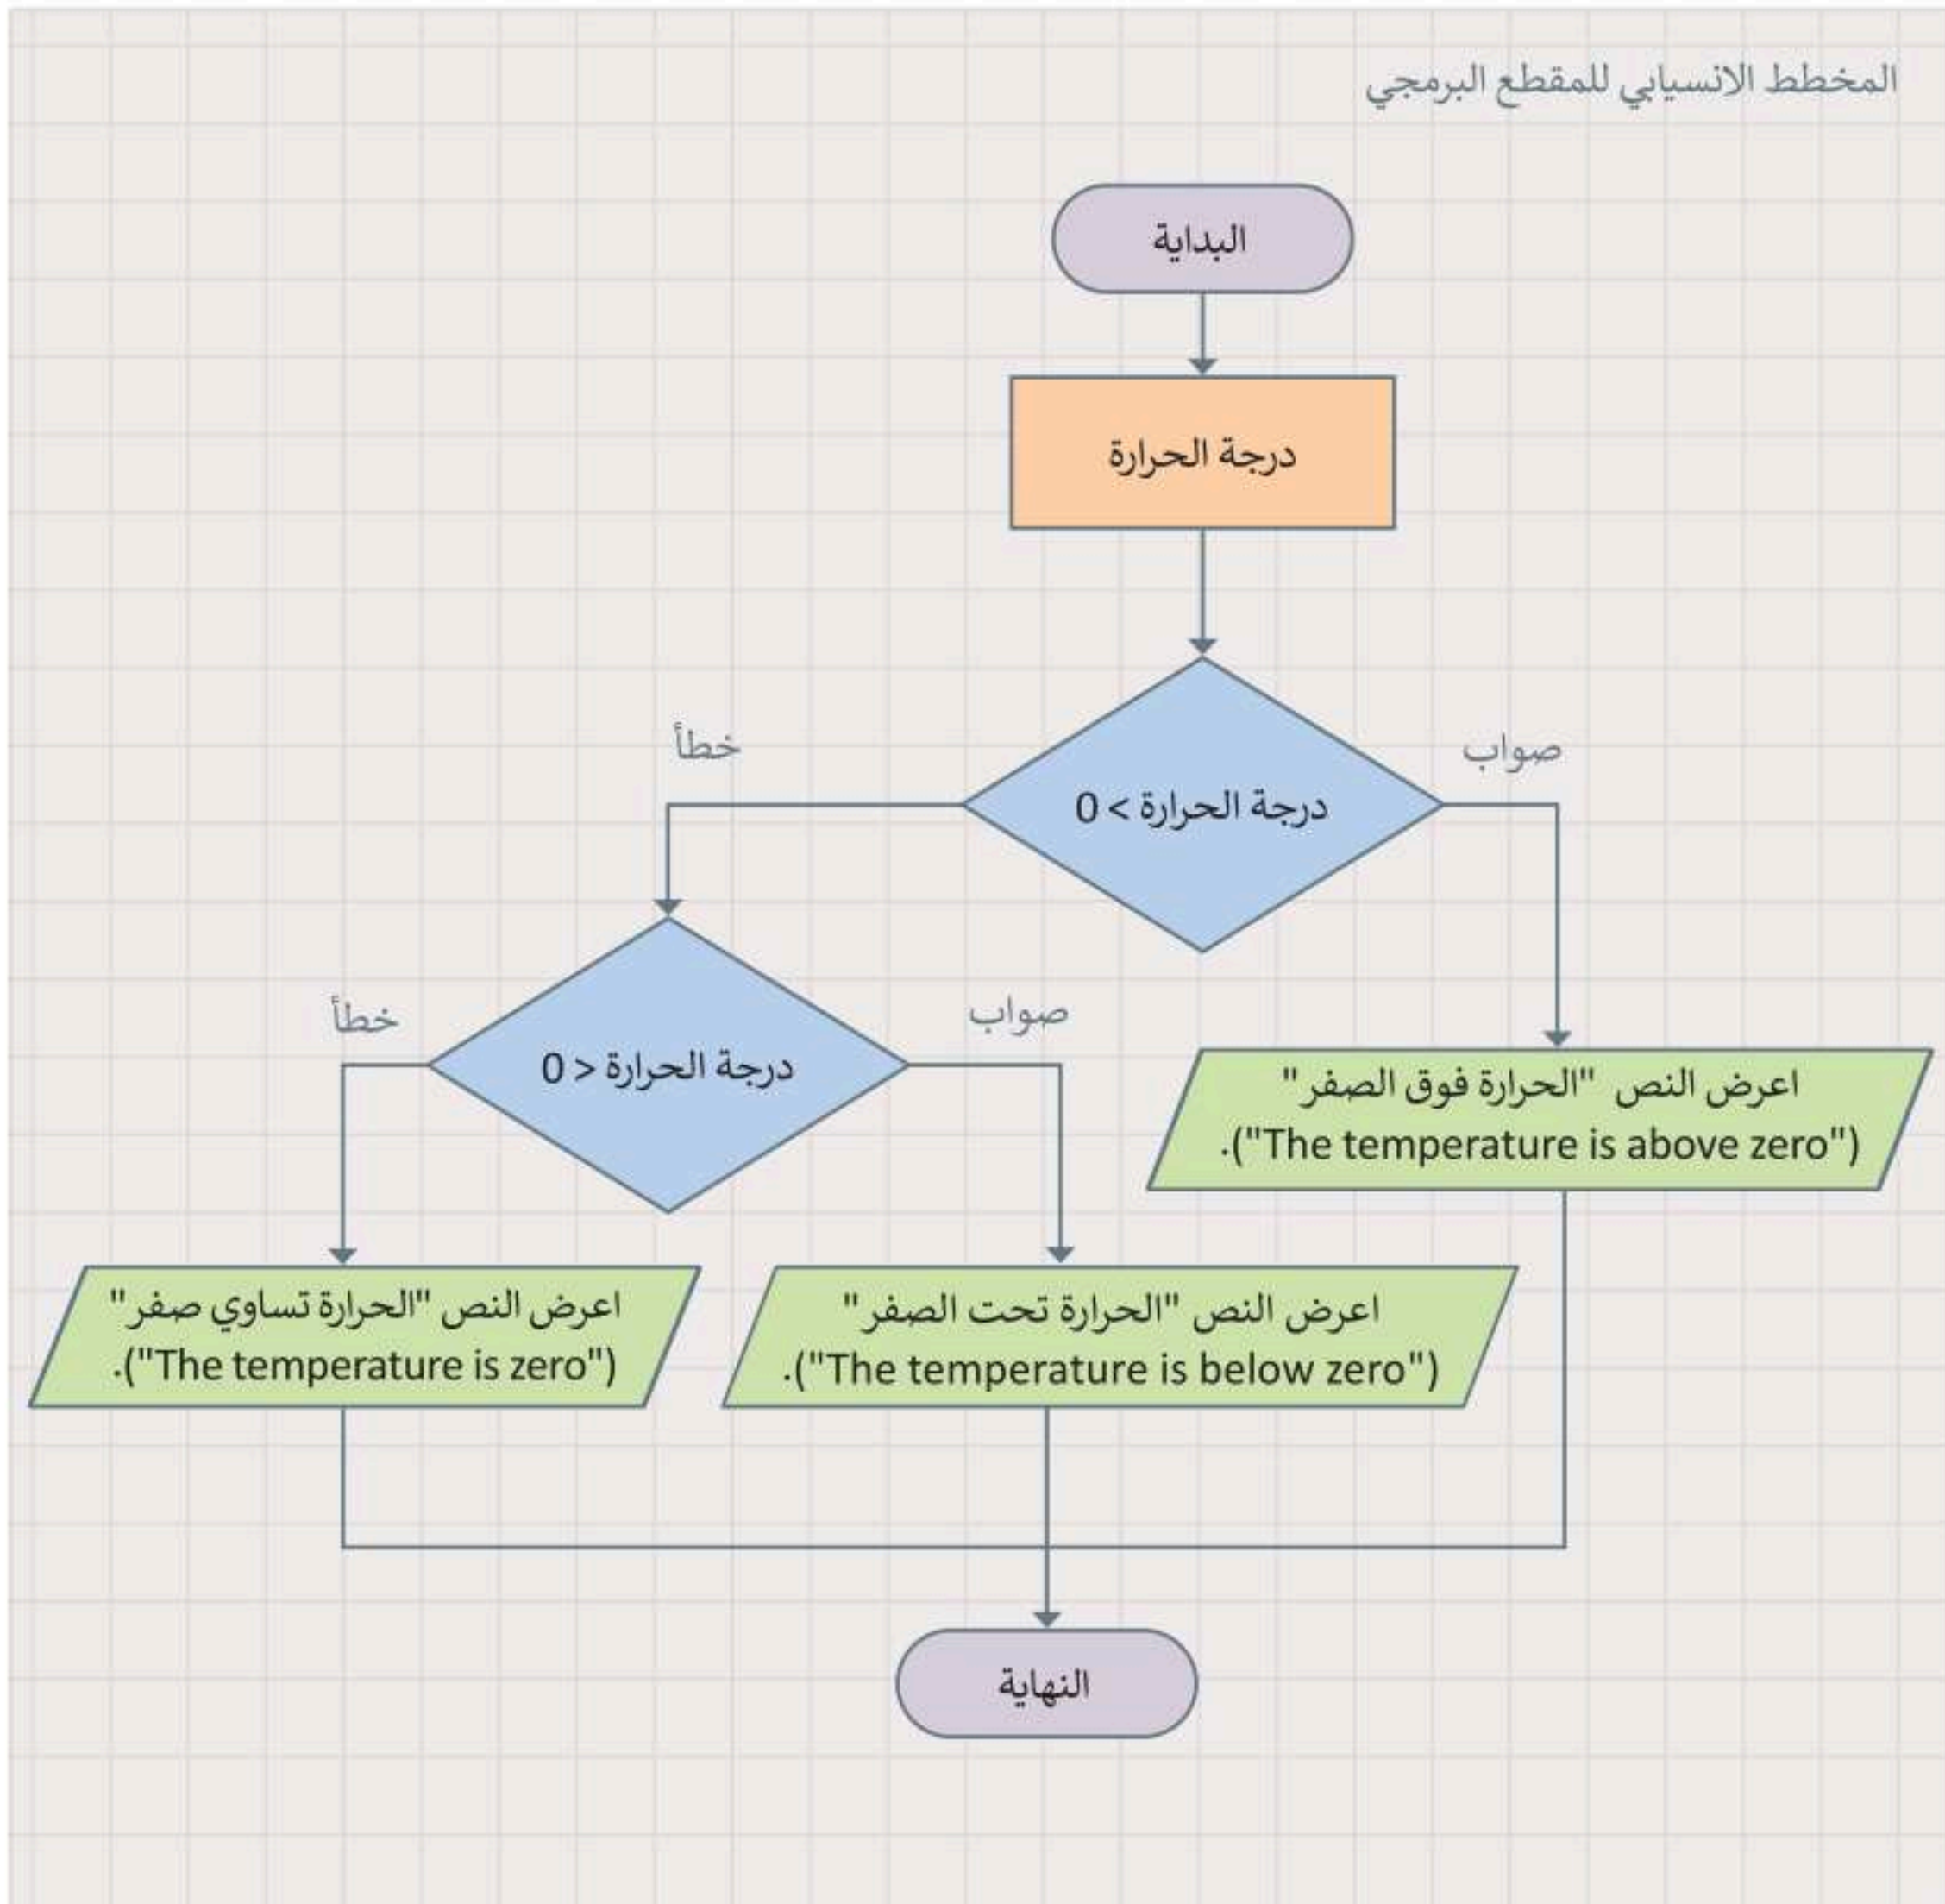 المخطط الانسيابي للمقطع البرمجي
البداية
درجة الحرارة
درجة الحرارة > 0
صواب
خطأ
درجة الحرارة < 0
صواب
خطأ
اعرض النص "الحرارة فوق الصفر"
("The temperature is above zero").
اعرض النص "الحرارة تحت الصفر"
("The temperature is below zero").
اعرض النص "الحرارة تساوي صفر"
("The temperature is zero").
النهاية